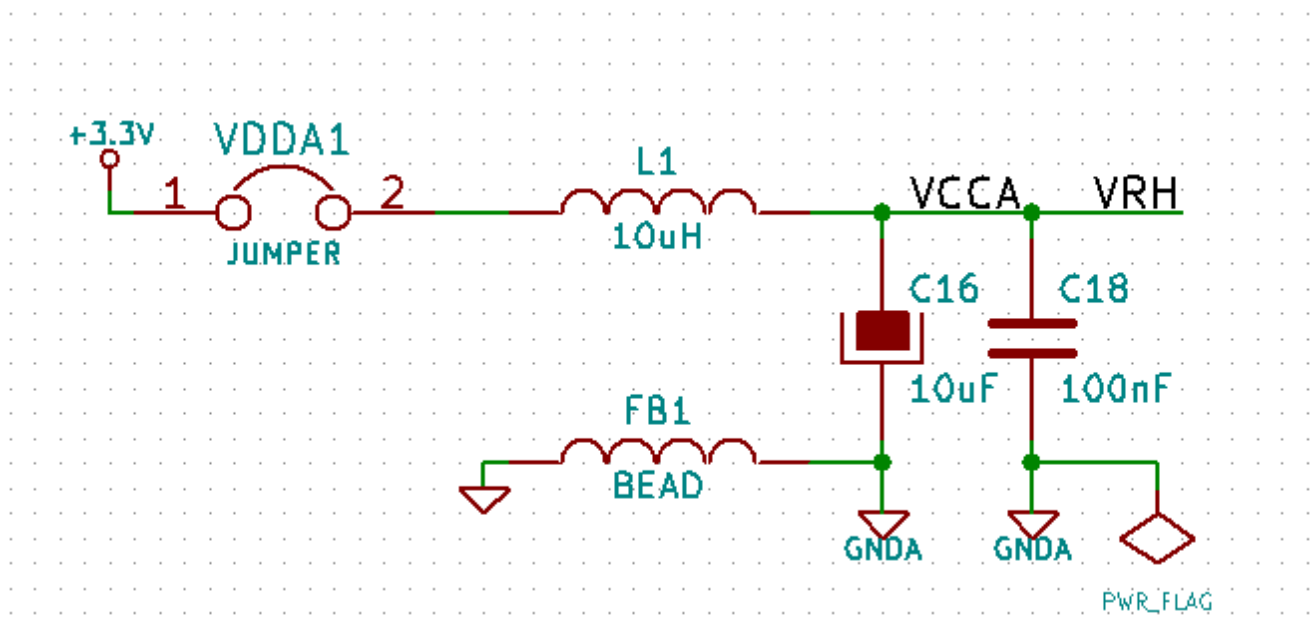 +3.3V
VDDA1
1
2
JUMPER
L1
10uH
VCCA
VRH
C16
C18
10uF
100nF
FB1
BEAD
GNDA
GNDA
PWR_FLAG